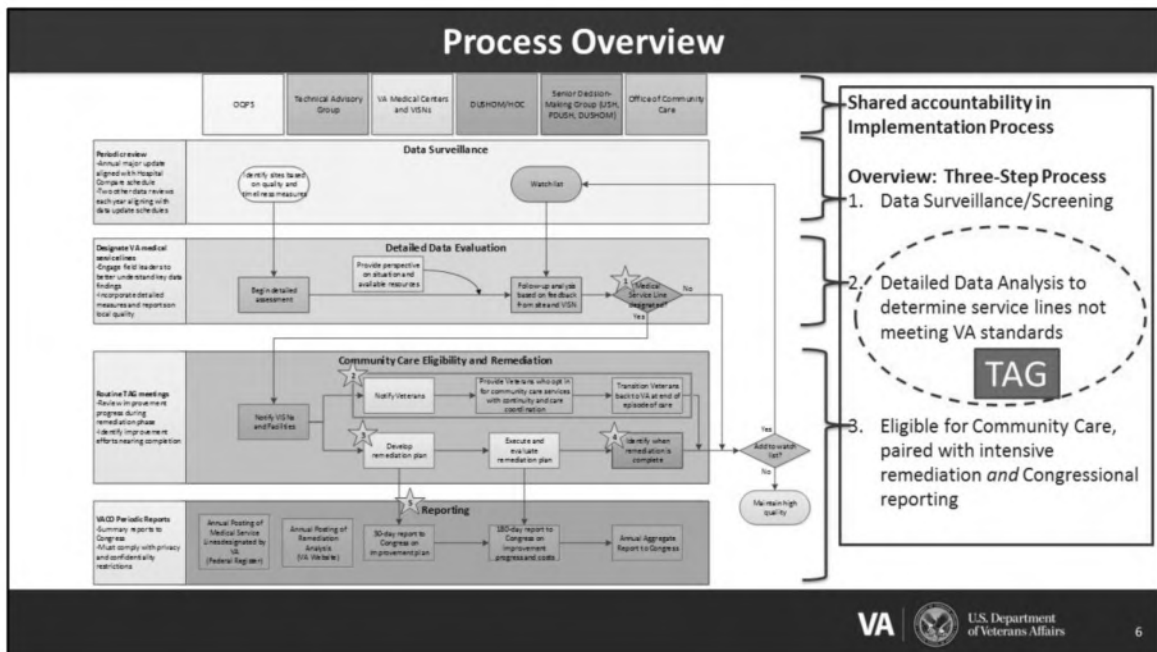 Process Overview
OQPS
Technical Advisory
Group
VA Medical Centers
and VISNs
DUSHOM/HOC
Senior Decision-
Making Group (USH,
PDUSH, DUSHOM)
Office of Community
Care
Periodic review
-Annual major update
aligned with Hospital
Compare schedule
-Two other data reviews
each year aligning with
data update schedules
Data Surveillance
Identify sites based
on quality and
timeliness measures
Watch list
Designate VA medical
service lines
-Engage field leaders to
better understand key data
findings
-Incorporate detailed
measures and report on
local quality
Detailed Data Evaluation
Begin detailed
assessment
Provide perspective
on situation and
available resources
Follow-up analysis
based on feedback
from site and VISN
1
Medical
Service Line
designated?
No
Yes
Routine TAG meetings
-Review improvement
progress during
remediation phase
-Identify improvement
efforts nearing completion
Community Care Eligibility and Remediation
2
Notify VISNs
and Facilities
Notify Veterans
Provide Veterans who opt in
for community care services
with continuity and care
coordination
Transition Veterans
back to VA at end of
episode of care
3
Develop
remediation plan
Execute and
evaluate
remediation plan
4
Identify when
remediation is
complete
Yes
Add to watch
list?
No
Maintain high
quality
VACO Periodic Reports
-Summary reports to
Congress
-Must comply with privacy
and confidentiality
restrictions
5
Reporting
Annual Posting of
Medical Service
Lines designated by
VA
(Federal Register)
Annual Posting of
Remediation
Analysis
(VA Website)
30-day report to
Congress on
improvement plan
180-day report to
Congress on
improvement
progress and costs
Annual Aggregate
Report to Congress
Shared accountability in
Implementation Process
Overview: Three-Step Process
1. Data Surveillance/Screening
2. Detailed Data Analysis to
determine service lines not
meeting VA standards
TAG
3. Eligible for Community Care,
paired with intensive
remediation and Congressional
reporting
VA
U.S. Department
of Veterans Affairs
6